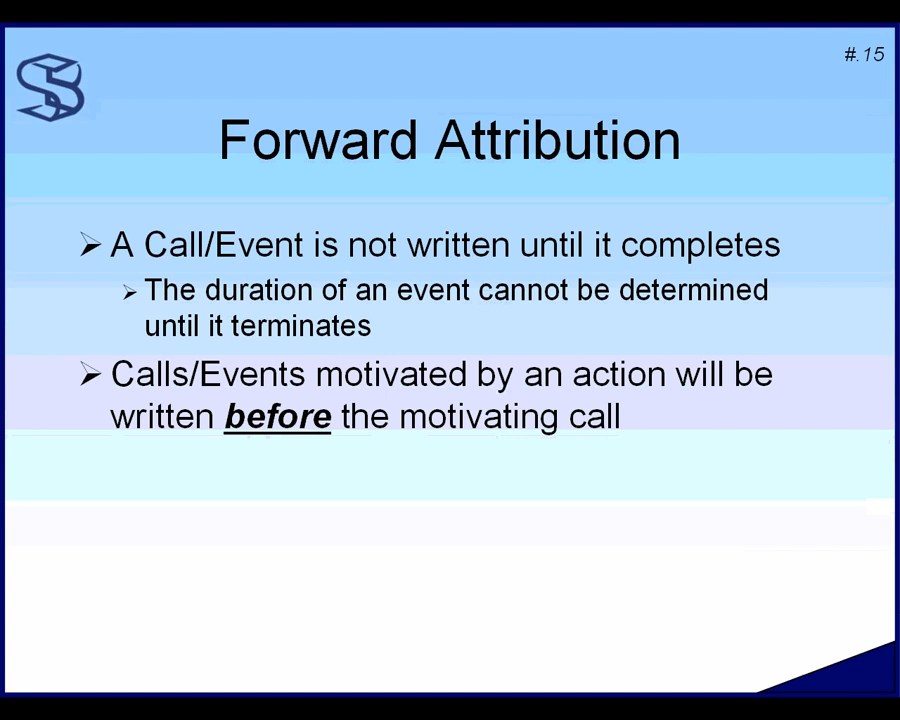 #.15
Forward Attribution
A Call/Event is not written until it completes
The duration of an event cannot be determined
until it terminates
Calls/Events motivated by an action will be
written before the motivating call